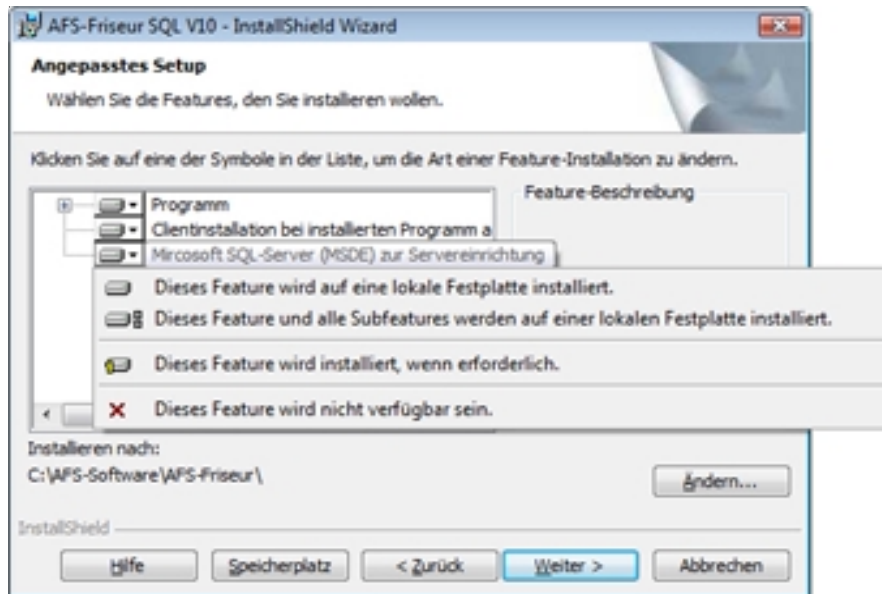 AFS-Friseur SQL V10 - InstallShield Wizard
Angepasstes Setup
Wählen Sie die Features, den Sie installieren wollen.
Klicken Sie auf eine der Symbole in der Liste, um die Art einer Feature-Installation zu ändern.
Feature-Beschreibung
Programm
Clientinstallation bei installierten Programm a
Mircosoft SQL-Server (MSDE) zur Servereinrichtung
Dieses Feature wird auf eine lokale Festplatte installiert.
Dieses Feature und alle Subfeatures werden auf einer lokalen Festplatte installiert.
Dieses Feature wird installiert, wenn erforderlich.
Dieses Feature wird nicht verfügbar sein.
Installieren nach:
C:\AFS-Software\AFS-Friseur\
Ändern...
InstallShield
Hilfe Speicherplatz < Zurück Weiter > Abbrechen